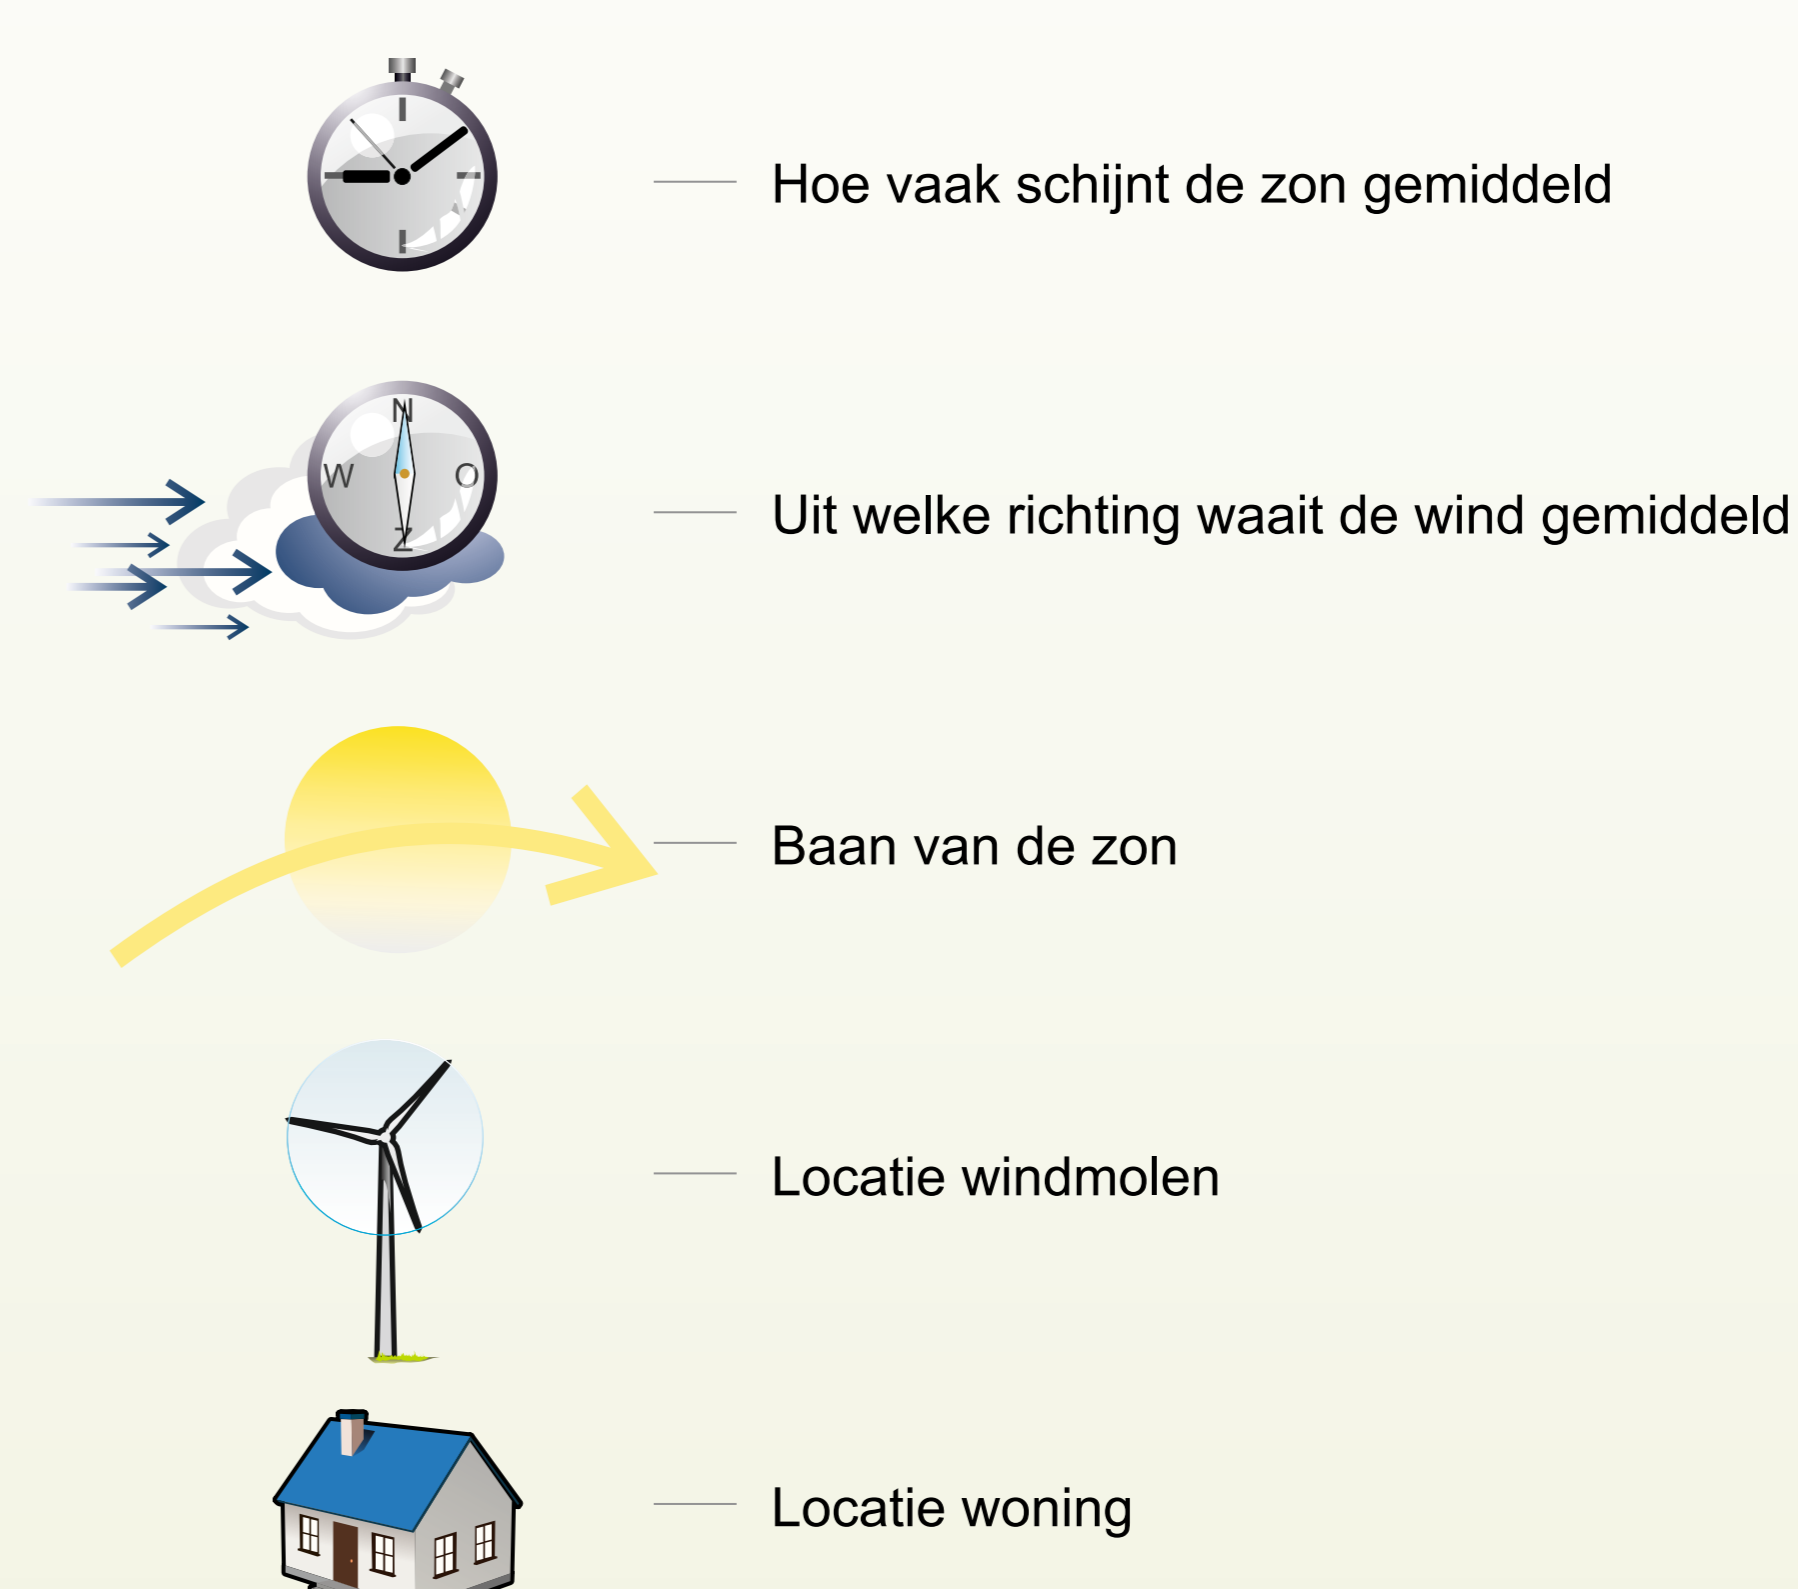 Hoe vaak schijnt de zon gemiddeld
N
W O
Z
Uit welke richting waait de wind gemiddeld
Baan van de zon
Locatie windmolen
Locatie woning